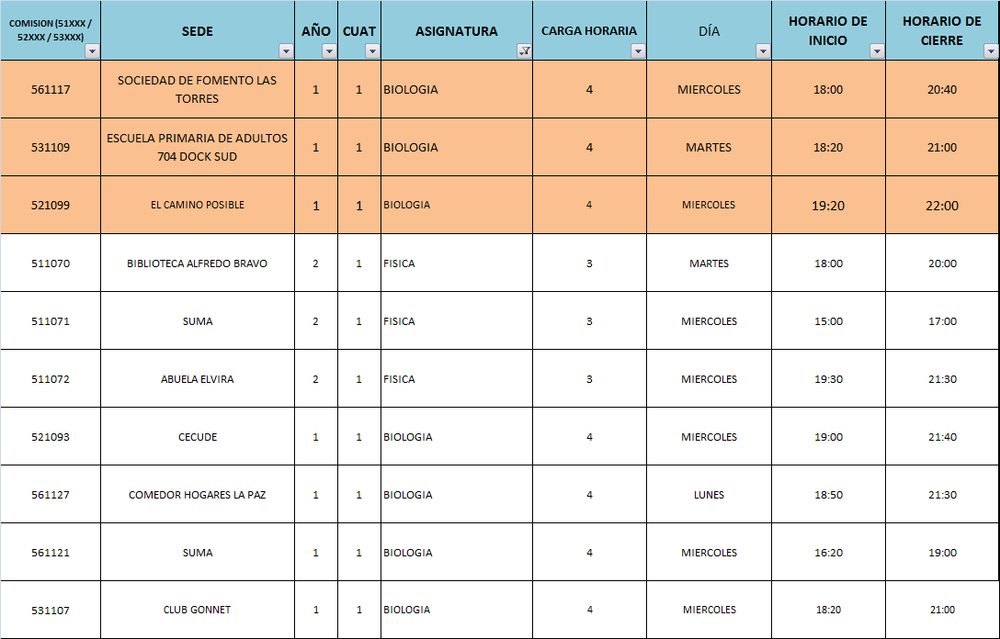 COMISION (51XXX / 52XXX / 53XXX) SEDE AÑO CUAT ASIGNATURA CARGA HORARIA DÍA HORARIO DE INICIO HORARIO DE CIERRE
561117 SOCIEDAD DE FOMENTO LAS TORRES 1 1 BIOLOGIA 4 MIERCOLES 18:00 20:40
531109 ESCUELA PRIMARIA DE ADULTOS 704 DOCK SUD 1 1 BIOLOGIA 4 MARTES 18:20 21:00
521099 EL CAMINO POSIBLE 1 1 BIOLOGIA 4 MIERCOLES 19:20 22:00
511070 BIBLIOTECA ALFREDO BRAVO 2 1 FISICA 3 MARTES 18:00 20:00
511071 SUMA 2 1 FISICA 3 MIERCOLES 15:00 17:00
511072 ABUELA ELVIRA 2 1 FISICA 3 MIERCOLES 19:30 21:30
521093 CECUDE 1 1 BIOLOGIA 4 MIERCOLES 19:00 21:40
561127 COMEDOR HOGARES LA PAZ 1 1 BIOLOGIA 4 LUNES 18:50 21:30
561121 SUMA 1 1 BIOLOGIA 4 MIERCOLES 16:20 19:00
531107 CLUB GONNET 1 1 BIOLOGIA 4 MIERCOLES 18:20 21:00